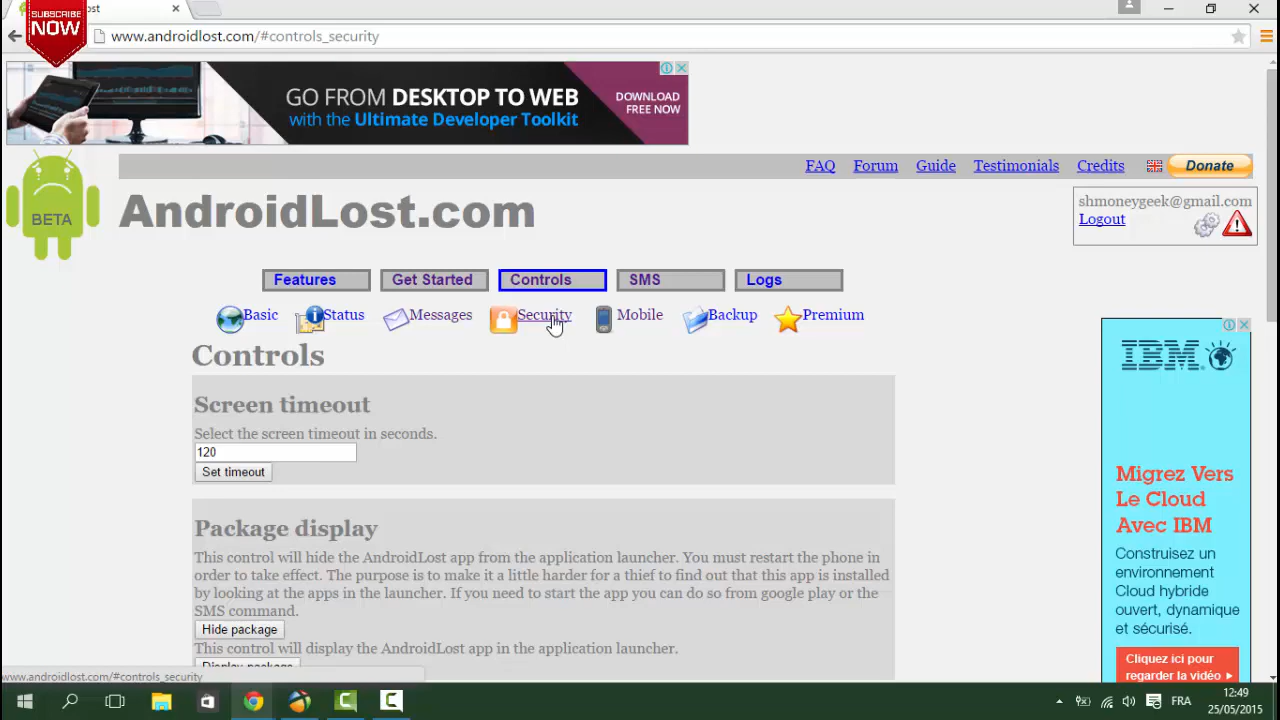 SUBSCRIBE
NOW
ost
www.androidlost.com/#controls_security
GO FROM DESKTOP TO WEB
with the Ultimate Developer Toolkit
DOWNLOAD
FREE NOW
FAQ Forum Guide Testimonials Credits Donate
BETA
AndroidLost.com
shmoneygeek@gmail.com
Logout
Features Get Started Controls SMS Logs
Basic Status Messages Security Mobile Backup Premium
Controls
Screen timeout
Select the screen timeout in seconds.
120
Set timeout
Package display
This control will hide the AndroidLost app from the application launcher. You must restart the phone in
order to take effect. The purpose is to make it a little harder for a thief to find out that this app is installed
by looking at the apps in the launcher. If you need to start the app you can do so from google play or the
SMS command.
Hide package
This control will display the AndroidLost app in the application launcher.
Display package
IBM.
Migrez Vers
Le Cloud
Avec IBM
Construisez un
environnement
Cloud hybride
ouvert, dynamique
et sécurisé.
Cliquez ici pour
regarder la vidéo
www.androidlost.com/#controls_security
FRA
12:49
25/05/2015